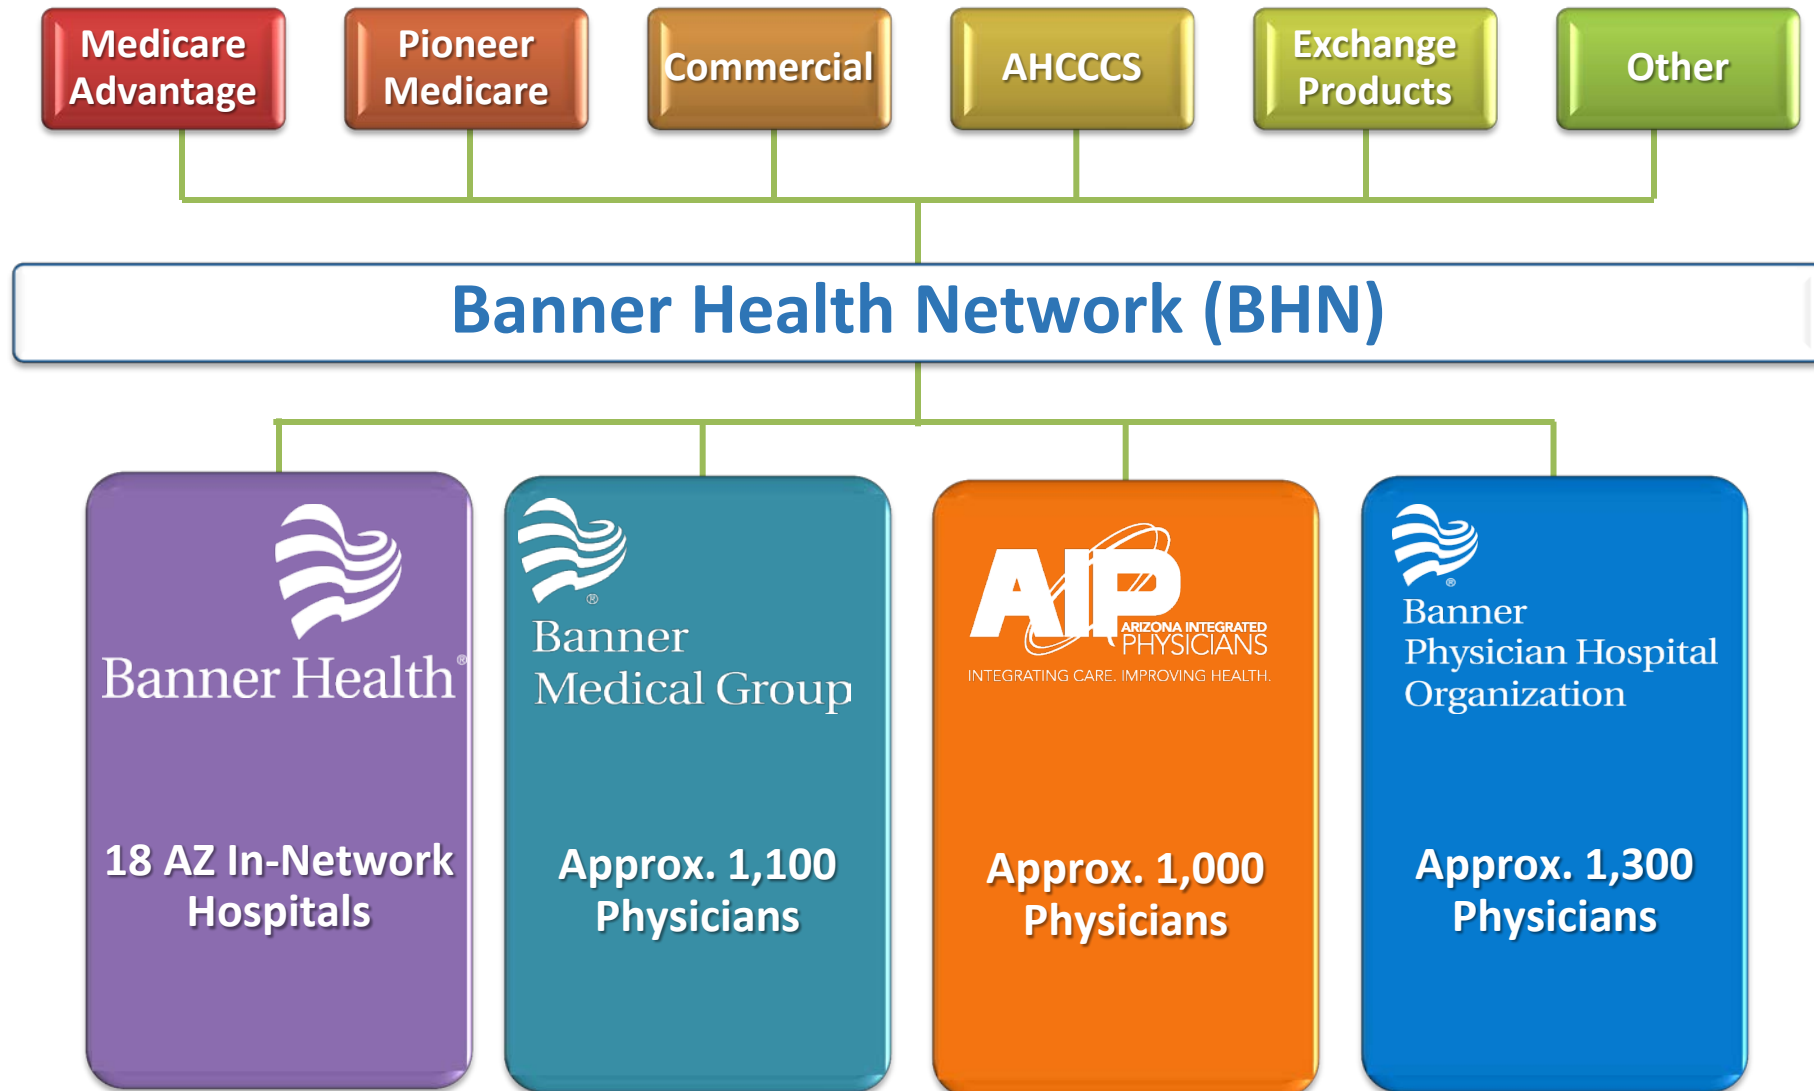 Medicare
Advantage
Pioneer
Medicare
Commercial
AHCCCS
Exchange
Products
Other
Banner Health Network (BHN)
Banner Health®
18 AZ In-Network
Hospitals
®
Banner
Medical Group
Approx. 1,100
Physicians
AIP
ARIZONA INTEGRATED
PHYSICIANS
INTEGRATING CARE. IMPROVING HEALTH.
Approx. 1,000
Physicians
®
Banner
Physician Hospital
Organization
Approx. 1,300
Physicians